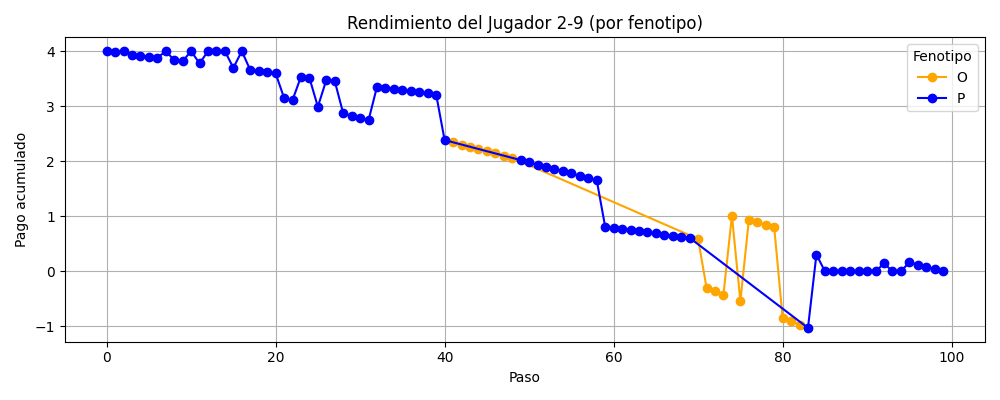 Rendimiento del Jugador 2-9 (por fenotipo)
Pago acumulado
4
3
2
1
0
−1
Fenotipo
O
P
0 20 40 60 80 100
Paso